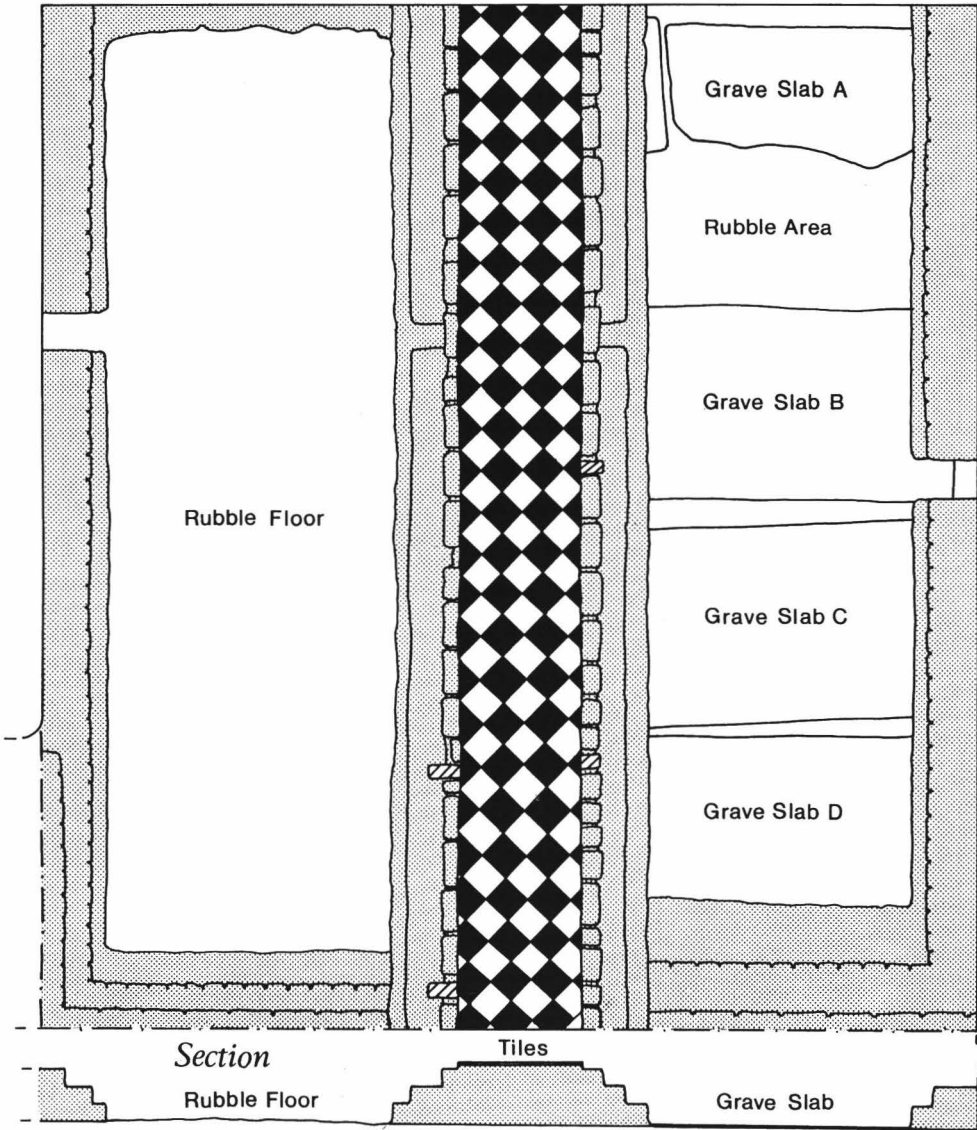 Grave Slab A
Rubble Area
Grave Slab B
Rubble Floor
Grave Slab C
Grave Slab D
Section
Tiles
Rubble Floor
Grave Slab